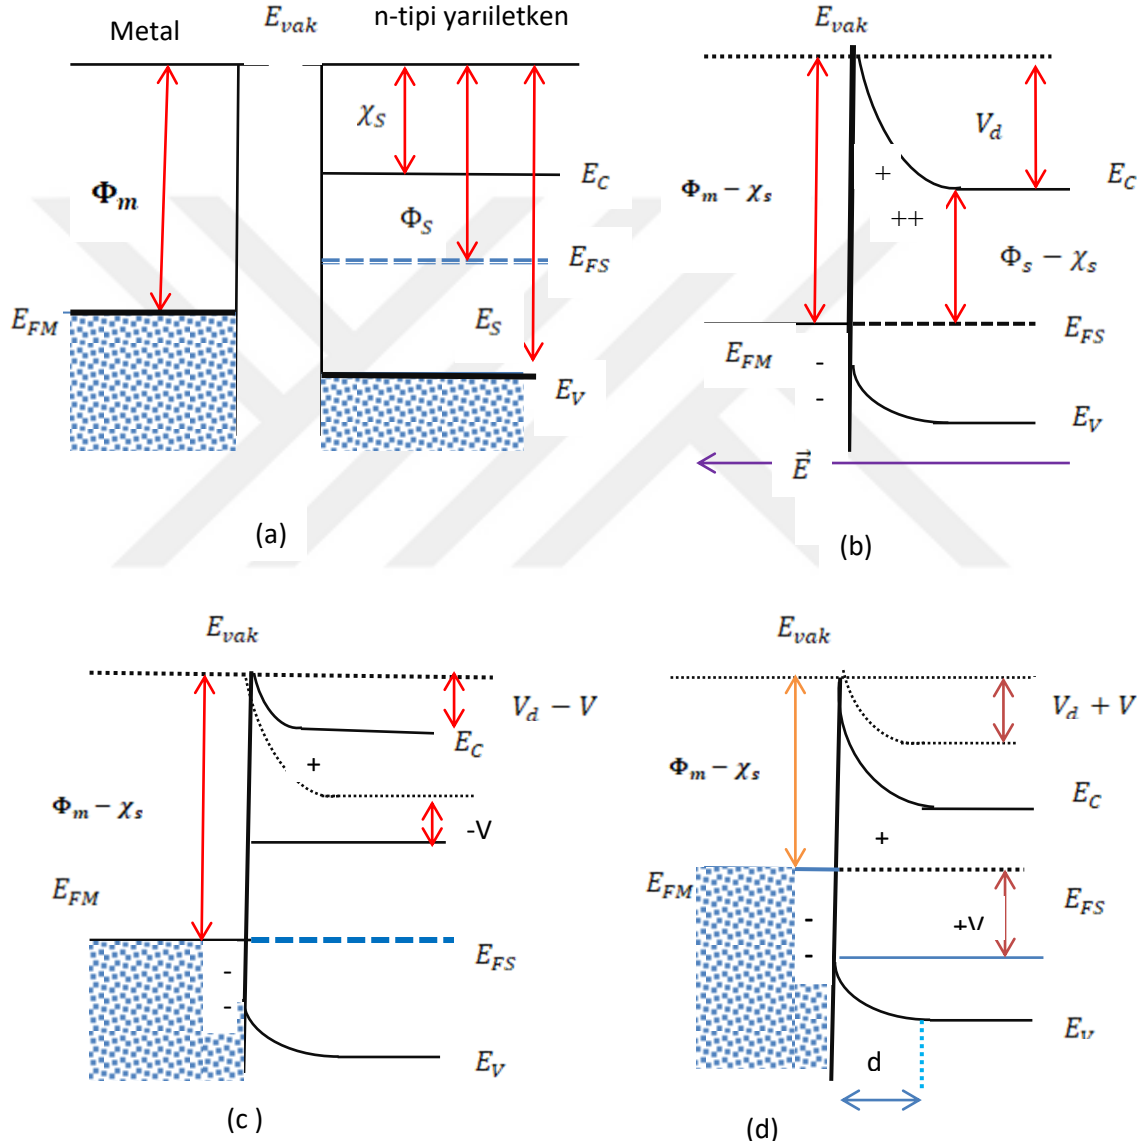 Metal
E_vak
n-tipi yarıiletken
χ_S
E_C
Φ_m
Φ_S
E_FS
E_FM
E_S
E_V
(a)
E_vak
V_d
+
E_C
Φ_m − χ_s
++
Φ_s − χ_s
E_FS
E_FM
-
-
E_V
E⃗
(b)
E_vak
V_d − V
E_C
+
Φ_m − χ_s
-V
E_FM
E_FS
-
-
E_V
(c )
E_vak
V_d + V
Φ_m − χ_s
E_C
+
E_FM
E_FS
-
+V
-
E_V
d
(d)